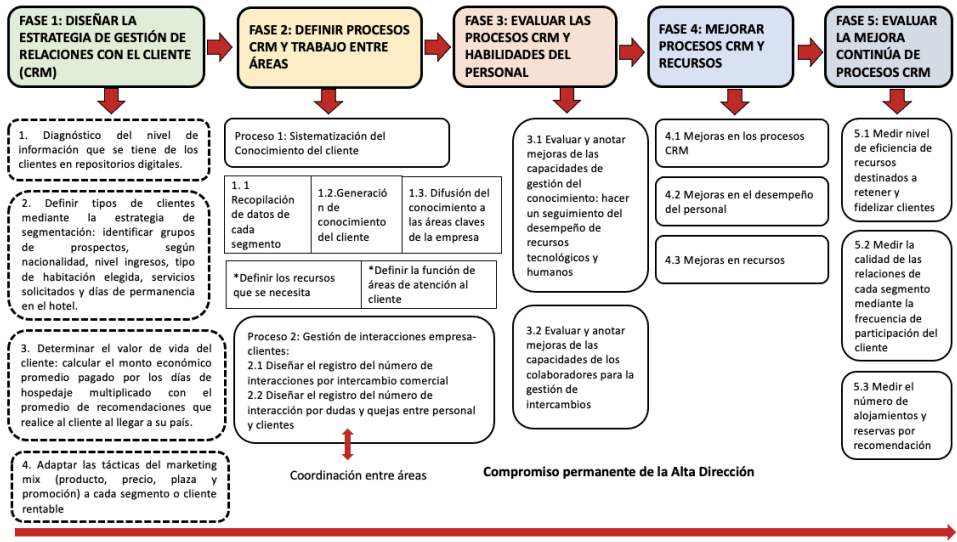 FASE 1: DISEÑAR LA
ESTRATEGIA DE GESTIÓN
DE RELACIONES CON EL CLIENTE
(CRM)
FASE 2: DEFINIR PROCESOS
CRM Y TRABAJO ENTRE
ÁREAS
FASE 3: EVALUAR LAS
PROCESOS CRM Y
HABILIDADES DEL
PERSONAL
FASE 4: MEJORAR
PROCESOS CRM Y
RECURSOS
FASE 5: EVALUAR
LA MEJORA
CONTINÚA DE
PROCESOS CRM
1. Diagnóstico del nivel de
información que se tiene de los
clientes en repositorios digitales.
2. Definir tipos de clientes
mediante la estrategia de
segmentación: identificar grupos
de prospectos, según
nacionalidad, nivel ingresos, tipo
de habitación elegida, servicios
solicitados y días de permanencia
en el hotel.
3. Determinar el valor de vida del
cliente: calcular el monto económico
promedio pagado por los días de
hospedaje multiplicado con el
promedio de recomendaciones que
realice al cliente al llegar a su país.
4. Adaptar las tácticas del marketing
mix (producto, precio, plaza y
promoción) a cada segmento o cliente
rentable
Proceso 1: Sistematización del
Conocimiento del cliente
1. 1
Recopilación
de datos de
cada
segmento
1.2.Generació
n de
conocimiento
del cliente
1.3. Difusión del
conocimiento a
las áreas claves
de la empresa
*Definir los recursos
que se necesita
*Definir la función de
áreas de atención al
cliente
Proceso 2: Gestión de interacciones empresa-
clientes:
2.1 Diseñar el registro del número de
interacciones por intercambio comercial
2.2 Diseñar el registro del número de
interacción por dudas y quejas entre personal
y clientes
Coordinación entre áreas
3.1 Evaluar y anotar
mejoras de las
capacidades de
gestión del
conocimiento: hacer
un seguimiento del
desempeño de
recursos
tecnológicos y
humanos
3.2 Evaluar y anotar
mejoras de las
capacidades de los
colaboradores para la
gestión de
intercambios
4.1 Mejoras en los procesos
CRM
4.2 Mejoras en el desempeño
del personal
4.3 Mejoras en recursos
5.1 Medir nivel
de eficiencia de
recursos
destinados a
retener y
fidelizar clientes
5.2 Medir la
calidad de las
relaciones de
cada segmento
mediante la
frecuencia de
participación del
cliente
5.3 Medir el
número de
alojamientos y
reservas por
recomendación
Compromiso permanente de la Alta Dirección